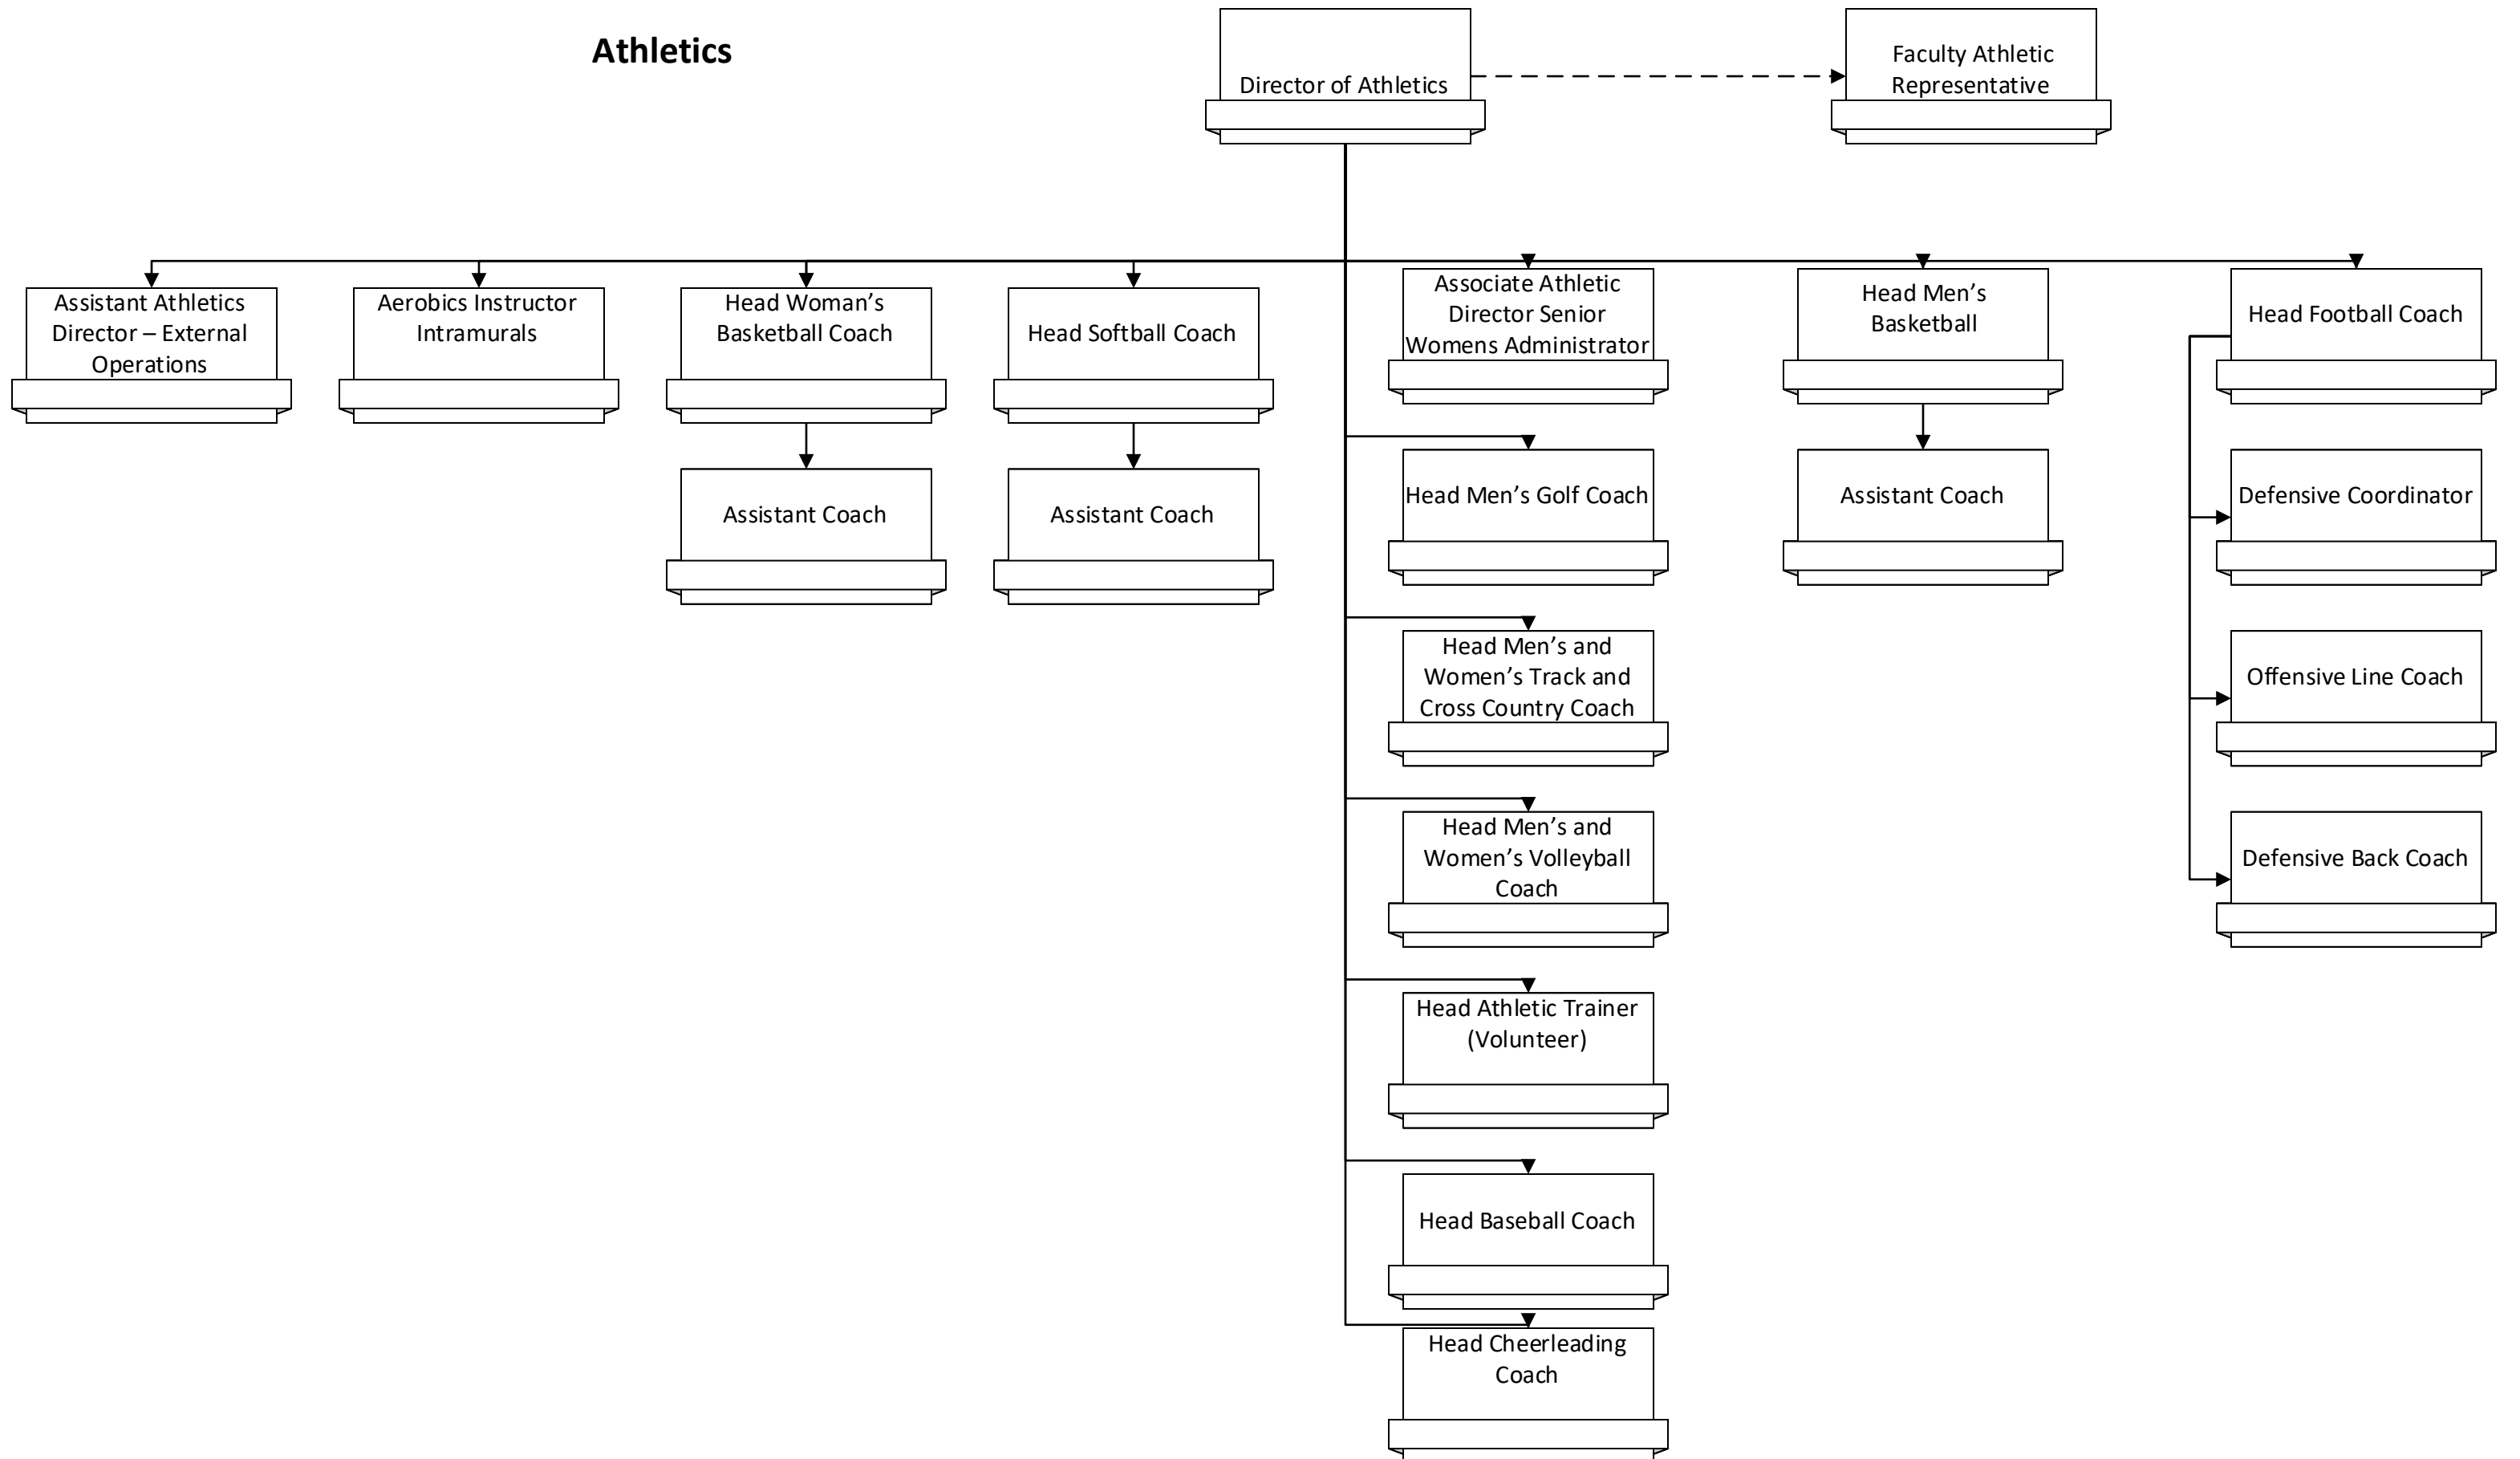 Athletics
Director of Athletics
Faculty Athletic
Representative
Assistant Athletics
Director – External
Operations
Aerobics Instructor
Intramurals
Head Woman’s
Basketball Coach
Head Softball Coach
Associate Athletic
Director Senior
Womens Administrator
Head Men’s
Basketball
Head Football Coach
Assistant Coach
Assistant Coach
Head Men’s Golf Coach
Assistant Coach
Defensive Coordinator
Head Men’s and
Women’s Track and
Cross Country Coach
Offensive Line Coach
Head Men’s and
Women’s Volleyball
Coach
Defensive Back Coach
Head Athletic Trainer
(Volunteer)
Head Baseball Coach
Head Cheerleading
Coach